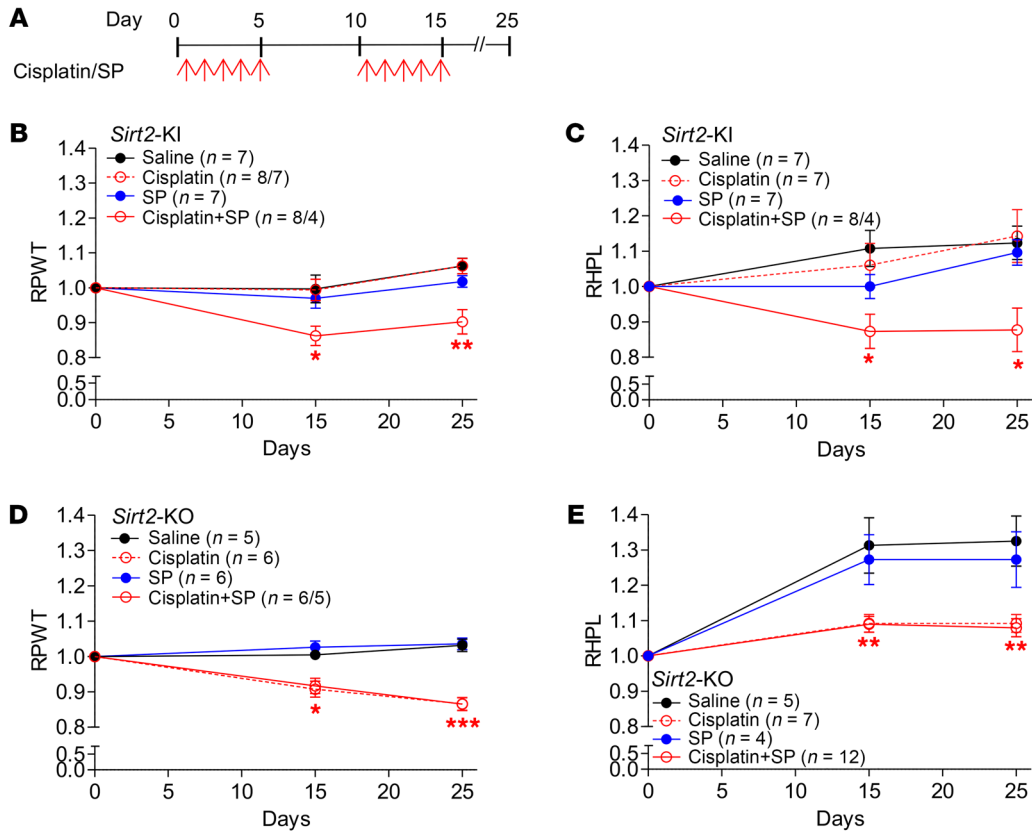 A
Day 0 5 10 15 25
Cisplatin/SP
B
Sirt2-KI
Saline (n = 7)
Cisplatin (n = 8/7)
SP (n = 7)
Cisplatin+SP (n = 8/4)
1.4
1.3
1.2
1.1
1.0
0.9
0.8
0.5
0.0
RPWT
* **
0 5 10 15 20 25
Days
C
Sirt2-KI
Saline (n = 7)
Cisplatin (n = 7)
SP (n = 7)
Cisplatin+SP (n = 8/4)
1.4
1.3
1.2
1.1
1.0
0.9
0.8
0.5
0.0
RHPL
* *
0 5 10 15 20 25
Days
D
Sirt2-KO
Saline (n = 5)
Cisplatin (n = 6)
SP (n = 6)
Cisplatin+SP (n = 6/5)
1.4
1.3
1.2
1.1
1.0
0.9
0.8
0.5
0.0
RPWT
* ***
0 5 10 15 20 25
Days
E
1.4
1.3
1.2
1.1
1.0
0.9
0.8
0.5
0.0
RHPL
** **
Sirt2-KO
Saline (n = 5)
Cisplatin (n = 7)
SP (n = 4)
Cisplatin+SP (n = 12)
0 5 10 15 20 25
Days